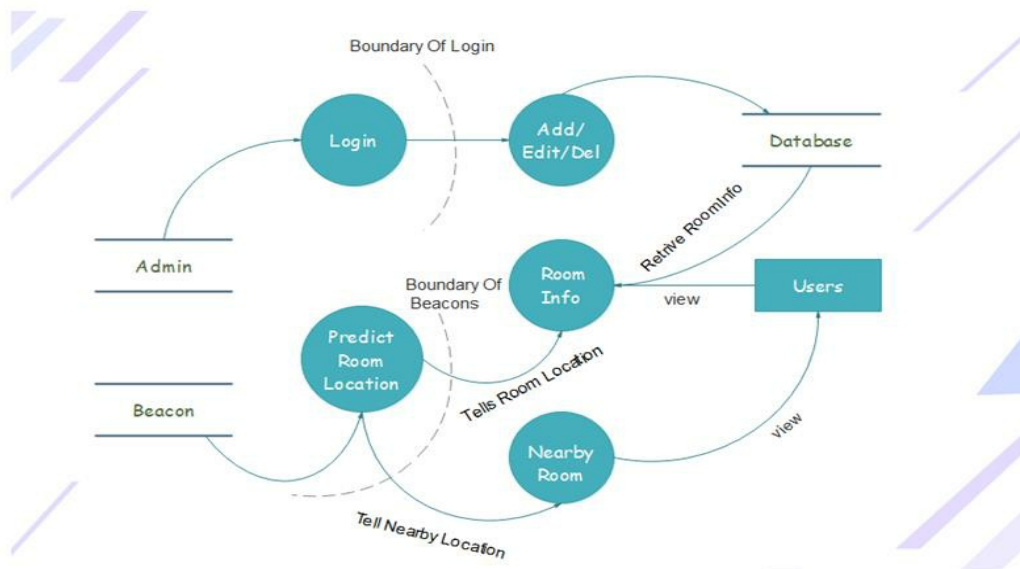 Boundary Of Login
Login
Add/
Edit/Del
Database
Retrive RoomInfo
Admin
Boundary Of
Beacons
Room
Info
view
Users
Predict
Room
Location
Tells Room Location
Beacon
Nearby
Room
view
Tell Nearby Location